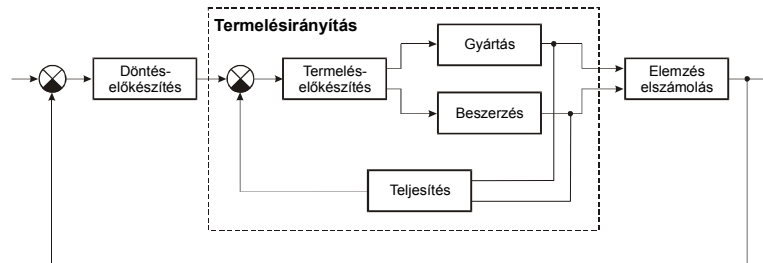 Termelésirányítás
Döntés-
előkészítés
Termelés-
előkészítés
Gyártás
Beszerzés
Elemzés
elszámolás
Teljesítés